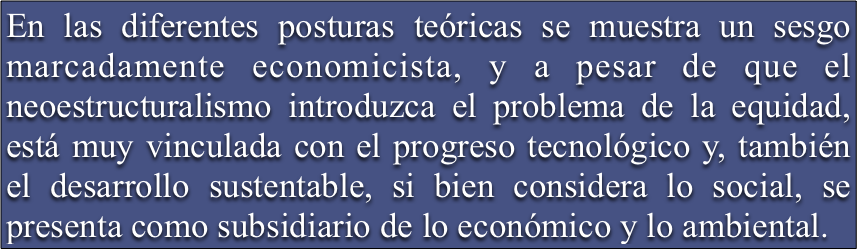 En las diferentes posturas teóricas se muestra un sesgo
marcadamente economicista, y a pesar de que el
neoestructuralismo introduzca el problema de la equidad,
está muy vinculada con el progreso tecnológico y, también
el desarrollo sustentable, si bien considera lo social, se
presenta como subsidiario de lo económico y lo ambiental.